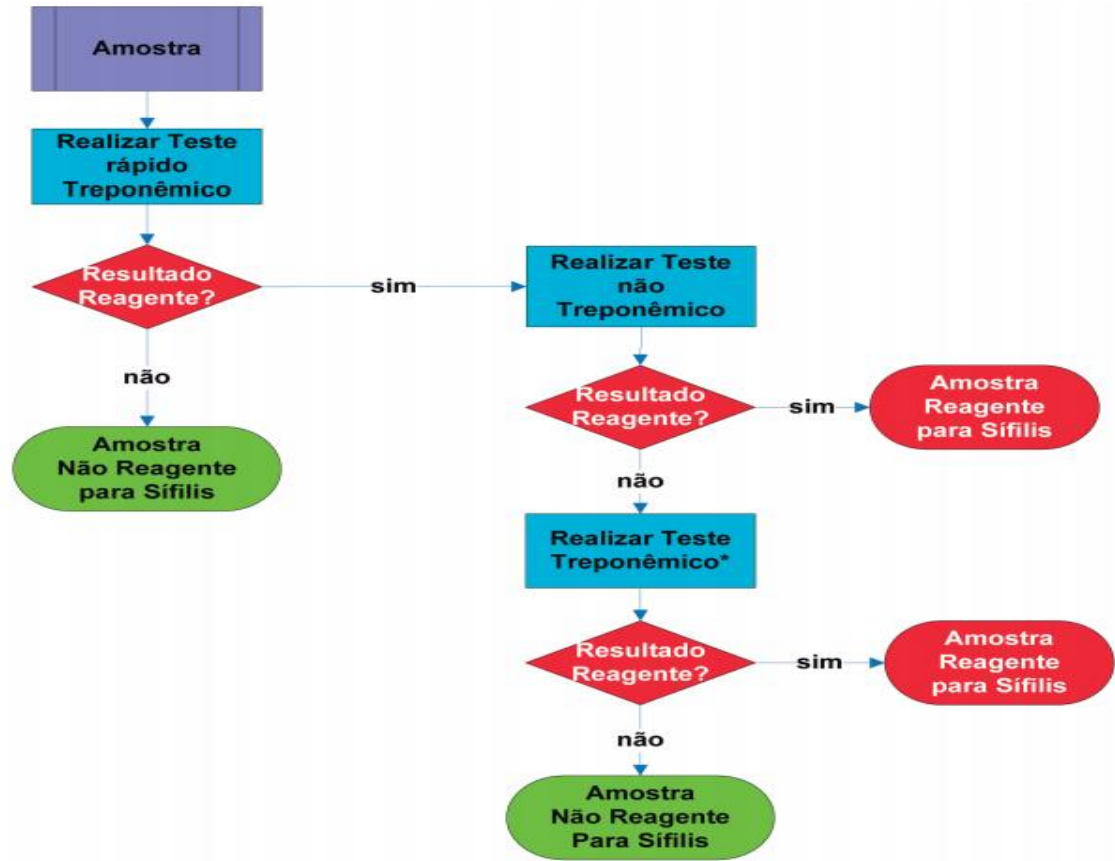 Amostra
Realizar Teste
rápido
Treponêmico
Resultado
Reagente?
sim
não
Amostra
Não Reagente
para Sífilis
Realizar Teste
não
Treponêmico
Resultado
Reagente?
sim
Amostra
Reagente
para Sífilis
não
Realizar Teste
Treponêmico*
Resultado
Reagente?
sim
Amostra
Reagente
para Sífilis
não
Amostra
Não Reagente
Para Sífilis